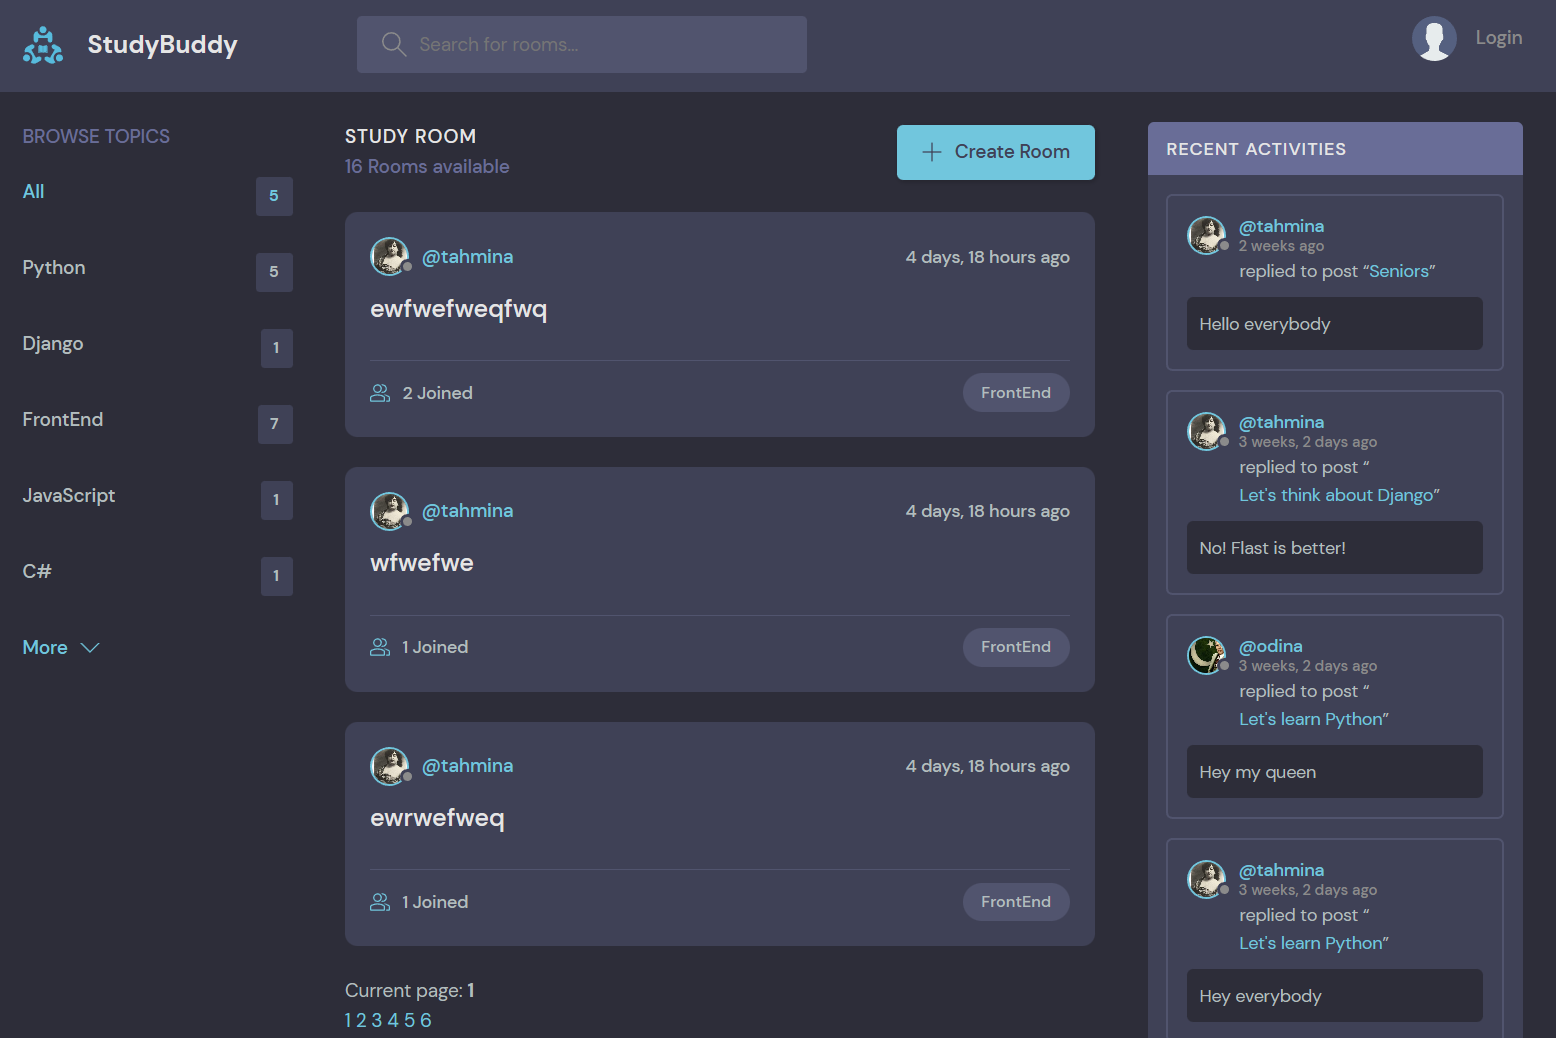 StudyBuddy
Search for rooms...
Login
BROWSE TOPICS
All
5
Python
5
Django
1
FrontEnd
7
JavaScript
1
C#
1
More
STUDY ROOM
16 Rooms available
Create Room
@tahmina
4 days, 18 hours ago
ewfwefweqfwq
2 Joined
FrontEnd
@tahmina
4 days, 18 hours ago
wfwefwe
1 Joined
FrontEnd
@tahmina
4 days, 18 hours ago
ewrwefweq
1 Joined
FrontEnd
Current page: 1
1 2 3 4 5 6
RECENT ACTIVITIES
@tahmina
2 weeks ago
replied to post “Seniors”
Hello everybody
@tahmina
3 weeks, 2 days ago
replied to post “
Let's think about Django”
No! Flast is better!
@odina
3 weeks, 2 days ago
replied to post “
Let's learn Python”
Hey my queen
@tahmina
3 weeks, 2 days ago
replied to post “
Let's learn Python”
Hey everybody